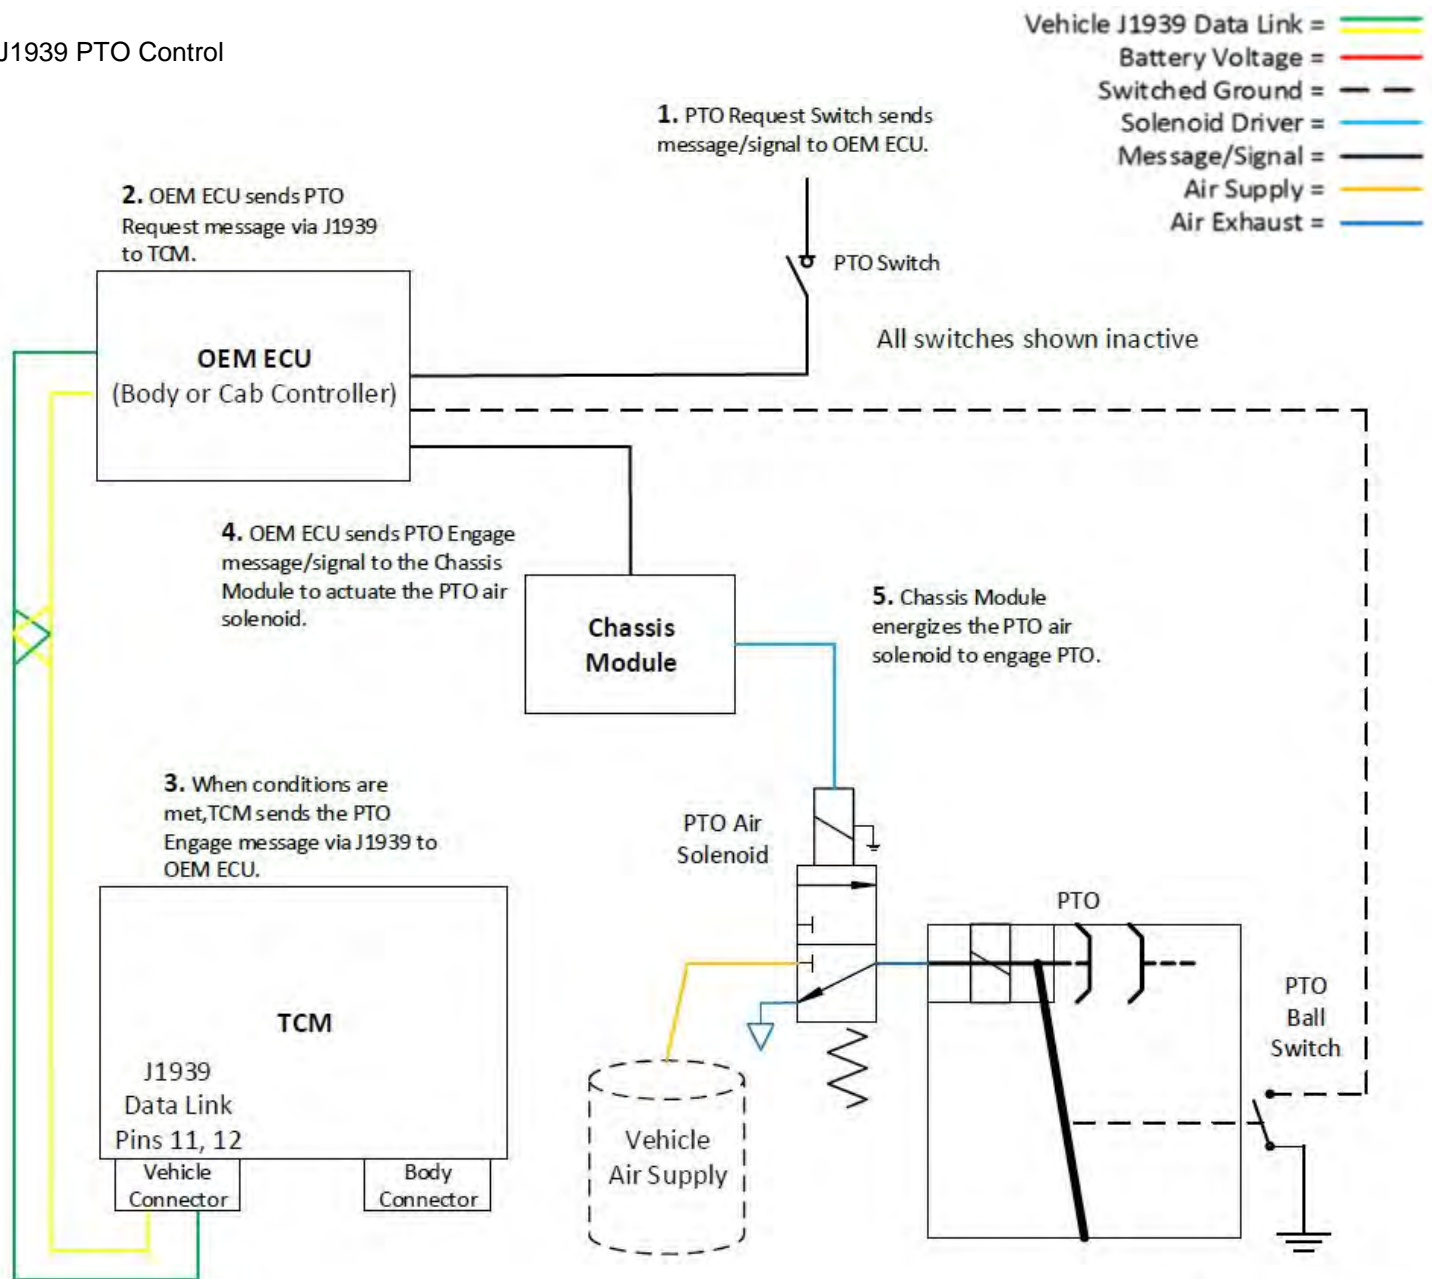 J1939 PTO Control
Vehicle J1939 Data Link =
Battery Voltage =
Switched Ground =
Solenoid Driver =
Message/Signal =
Air Supply =
Air Exhaust =
1. PTO Request Switch sends
message/signal to OEM ECU.
2. OEM ECU sends PTO
Request message via J1939
to TCM.
PTO Switch
All switches shown inactive
OEM ECU
(Body or Cab Controller)
4. OEM ECU sends PTO Engage
message/signal to the Chassis
Module to actuate the PTO air
solenoid.
Chassis
Module
5. Chassis Module
energizes the PTO air
solenoid to engage PTO.
3. When conditions are
met,TCM sends the PTO
Engage message via J1939 to
OEM ECU.
PTO Air
Solenoid
PTO
PTO
Ball
Switch
TCM
J1939
Data Link
Pins 11, 12
Vehicle
Connector
Body
Connector
Vehicle
Air Supply